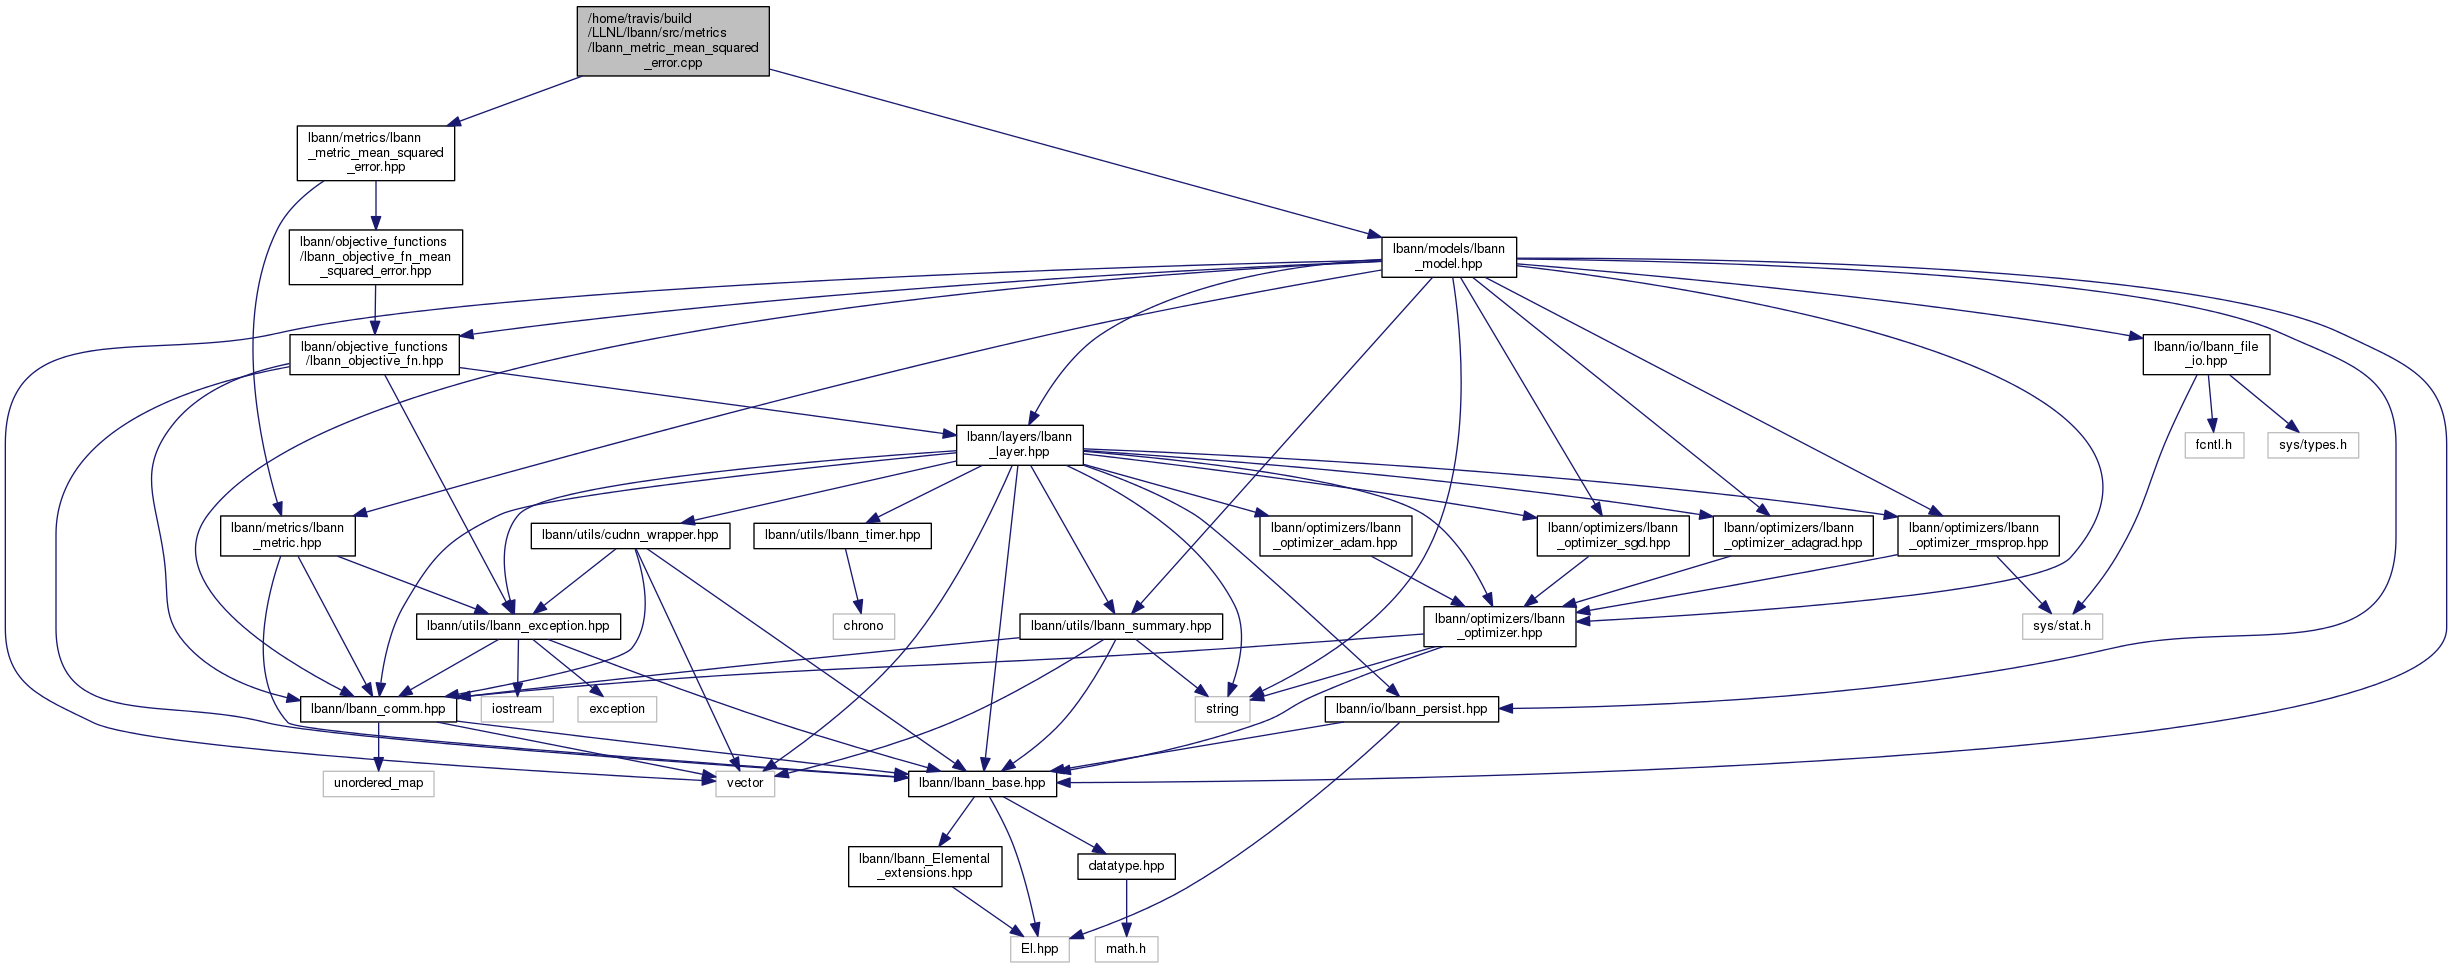 /home/travis/build
/LLNL/lbann/src/metrics
/lbann_metric_mean_squared
_error.cpp
lbann/metrics/lbann
_metric_mean_squared
_error.hpp
lbann/objective_functions
/lbann_objective_fn_mean
_squared_error.hpp
lbann/models/lbann
_model.hpp
lbann/objective_functions
/lbann_objective_fn.hpp
lbann/io/lbann_file
_io.hpp
lbann/layers/lbann
_layer.hpp
fcntl.h
sys/types.h
lbann/metrics/lbann
_metric.hpp
lbann/utils/cudnn_wrapper.hpp
lbann/utils/lbann_timer.hpp
lbann/optimizers/lbann
_optimizer_adam.hpp
lbann/optimizers/lbann
_optimizer_sgd.hpp
lbann/optimizers/lbann
_optimizer_adagrad.hpp
lbann/optimizers/lbann
_optimizer_rmsprop.hpp
lbann/utils/lbann_exception.hpp
chrono
lbann/utils/lbann_summary.hpp
lbann/optimizers/lbann
_optimizer.hpp
sys/stat.h
lbann/lbann_comm.hpp
iostream
exception
string
lbann/io/lbann_persist.hpp
unordered_map
vector
lbann/lbann_base.hpp
lbann/lbann_Elemental
_extensions.hpp
datatype.hpp
El.hpp
math.h